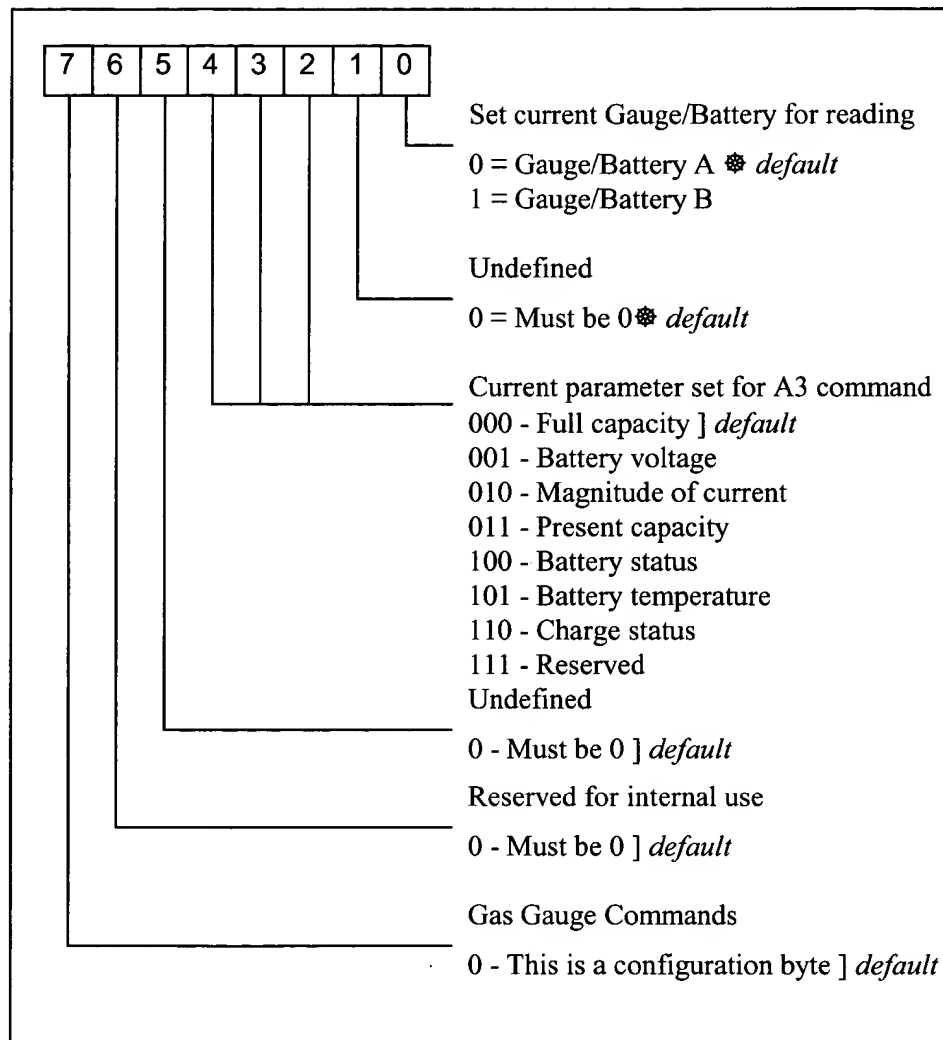 7 6 5 4 3 2 1 0
Set current Gauge/Battery for reading
0 = Gauge/Battery A ☸ default
1 = Gauge/Battery B
Undefined
0 = Must be 0☸ default
Current parameter set for A3 command
000 - Full capacity ] default
001 - Battery voltage
010 - Magnitude of current
011 - Present capacity
100 - Battery status
101 - Battery temperature
110 - Charge status
111 - Reserved
Undefined
0 - Must be 0 ] default
Reserved for internal use
0 - Must be 0 ] default
Gas Gauge Commands
0 - This is a configuration byte ] default